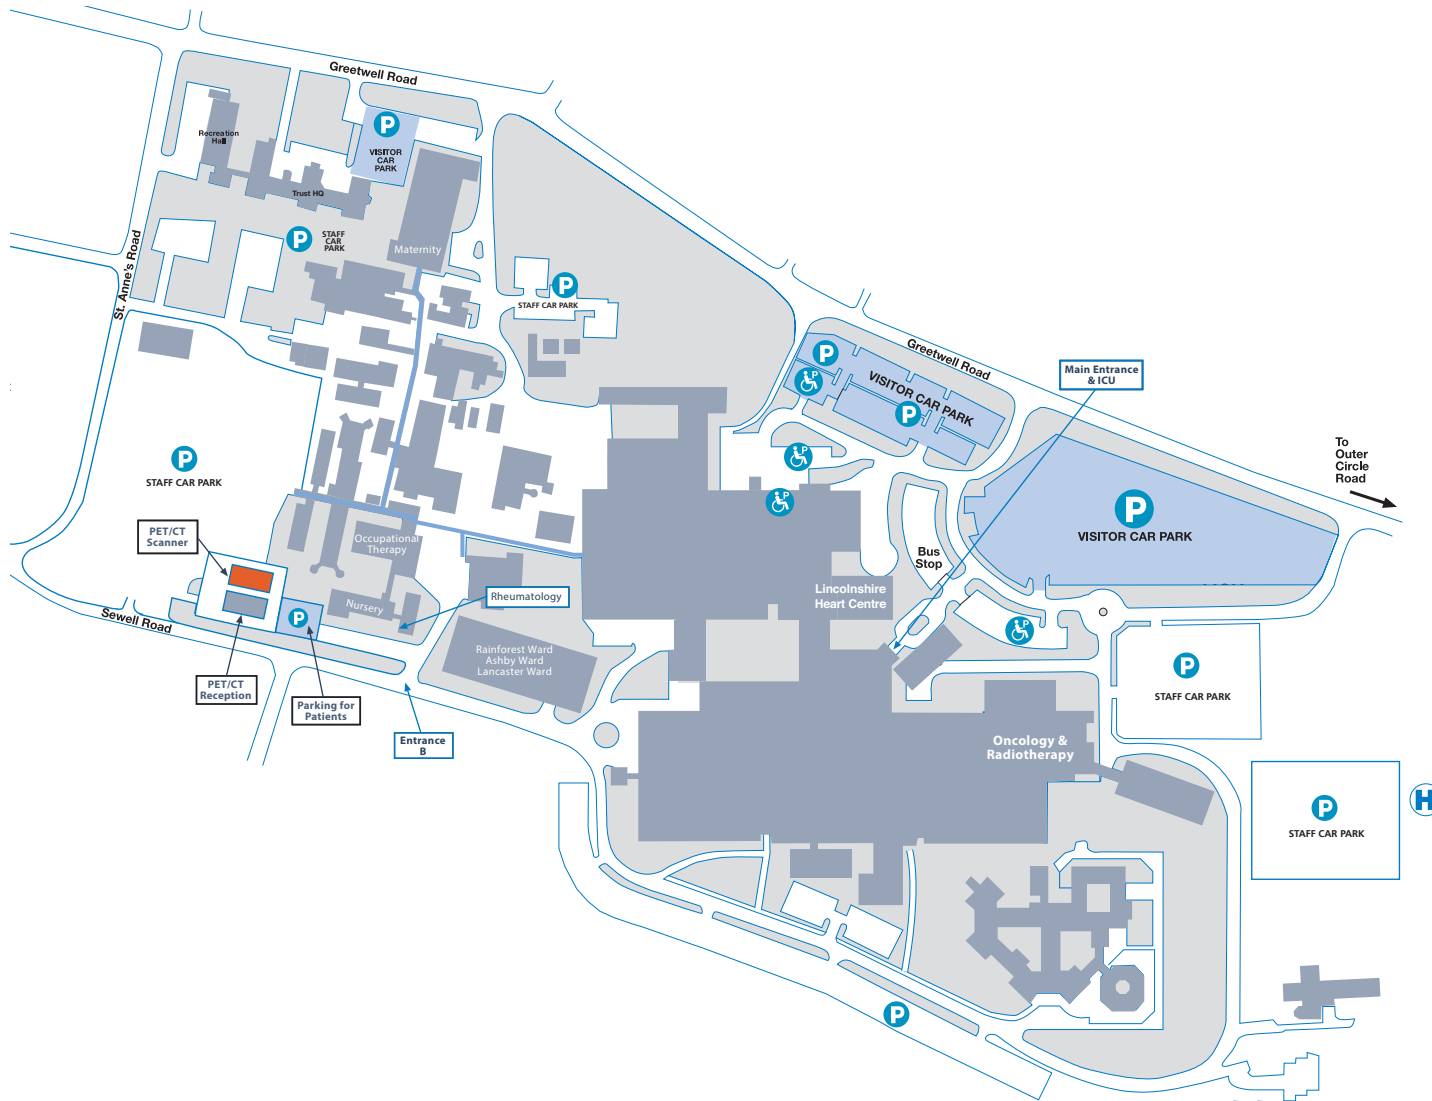 Greetwell Road
P
VISITOR
CAR
PARK
Recreation
Hall
Trust HQ
P
STAFF
CAR
PARK
Maternity
St. Anne's Road
P
STAFF CAR PARK
Greetwell Road
P
P
VISITOR CAR PARK
P
Main Entrance
& ICU
P
P
To
Outer
Circle
Road
P
STAFF CAR PARK
P
VISITOR CAR PARK
PET/CT
Scanner
Occupational
Therapy
Bus
Stop
Lincolnshire
Heart Centre
Rheumatology
Nursery
P
Sewell Road
P
Rainforest Ward
Ashby Ward
Lancaster Ward
P
STAFF CAR PARK
PET/CT
Reception
Parking for
Patients
Entrance
B
Oncology &
Radiotherapy
P
STAFF CAR PARK
H
P